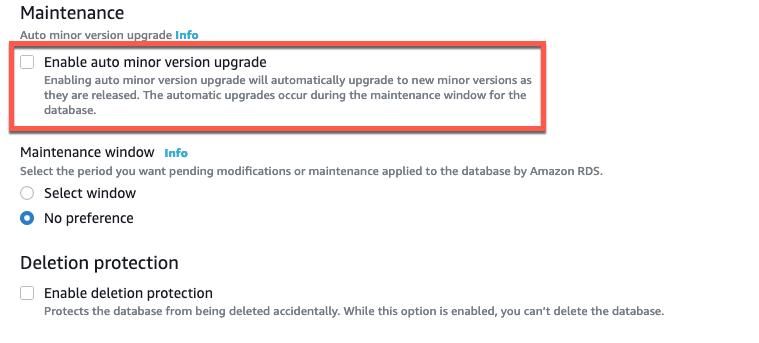 Maintenance
Auto minor version upgrade Info
Enable auto minor version upgrade
Enabling auto minor version upgrade will automatically upgrade to new minor versions as
they are released. The automatic upgrades occur during the maintenance window for the
database.
Maintenance window Info
Select the period you want pending modifications or maintenance applied to the database by Amazon RDS.
Select window
No preference
Deletion protection
Enable deletion protection
Protects the database from being deleted accidentally. While this option is enabled, you can't delete the database.